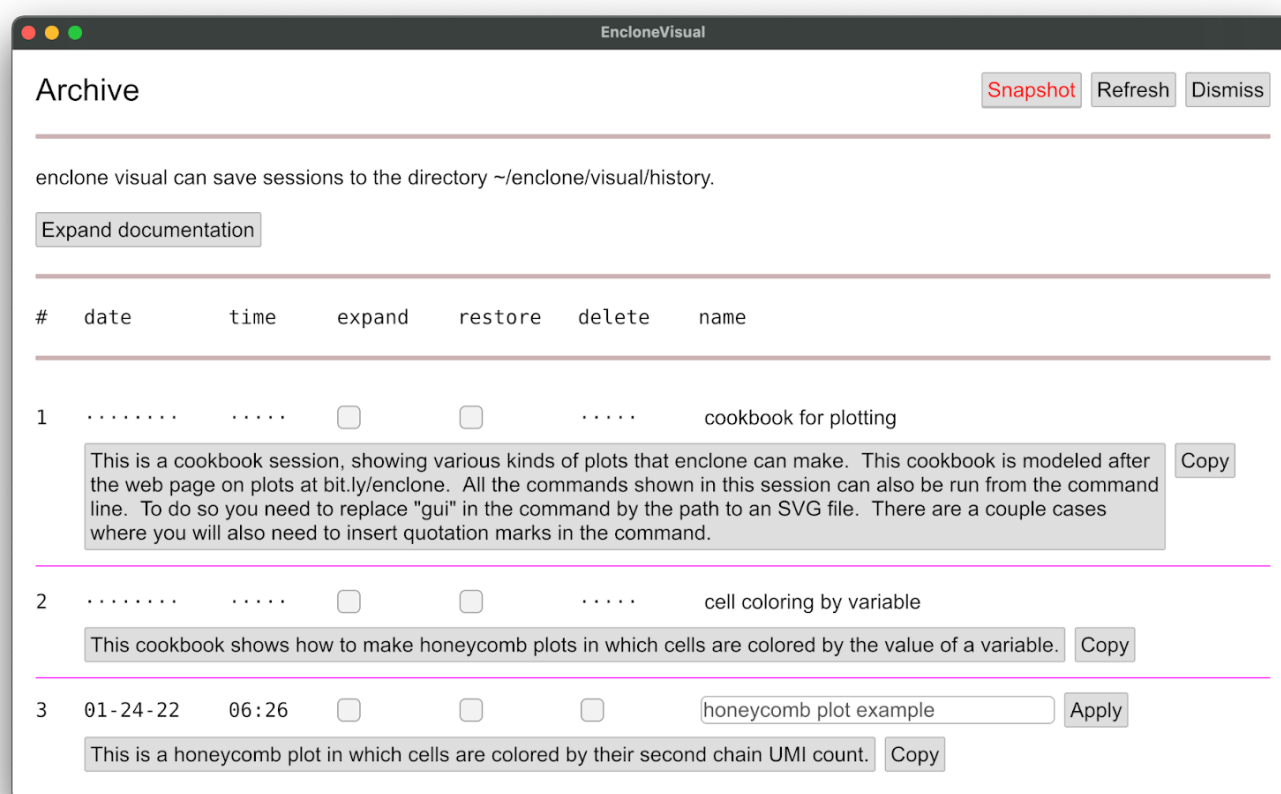 EncloneVisual
Archive Snapshot Refresh Dismiss
enclone visual can save sessions to the directory ~/enclone/visual/history.
Expand documentation
# date time expand restore delete name
1 ········ ····· ····· cookbook for plotting
This is a cookbook session, showing various kinds of plots that enclone can make.  This cookbook is modeled after Copy
the web page on plots at bit.ly/enclone.  All the commands shown in this session can also be run from the command
line.  To do so you need to replace "gui" in the command by the path to an SVG file.  There are a couple cases
where you will also need to insert quotation marks in the command.
2 ········ ····· ····· cell coloring by variable
This cookbook shows how to make honeycomb plots in which cells are colored by the value of a variable. Copy
3 01-24-22 06:26 honeycomb plot example Apply
This is a honeycomb plot in which cells are colored by their second chain UMI count. Copy